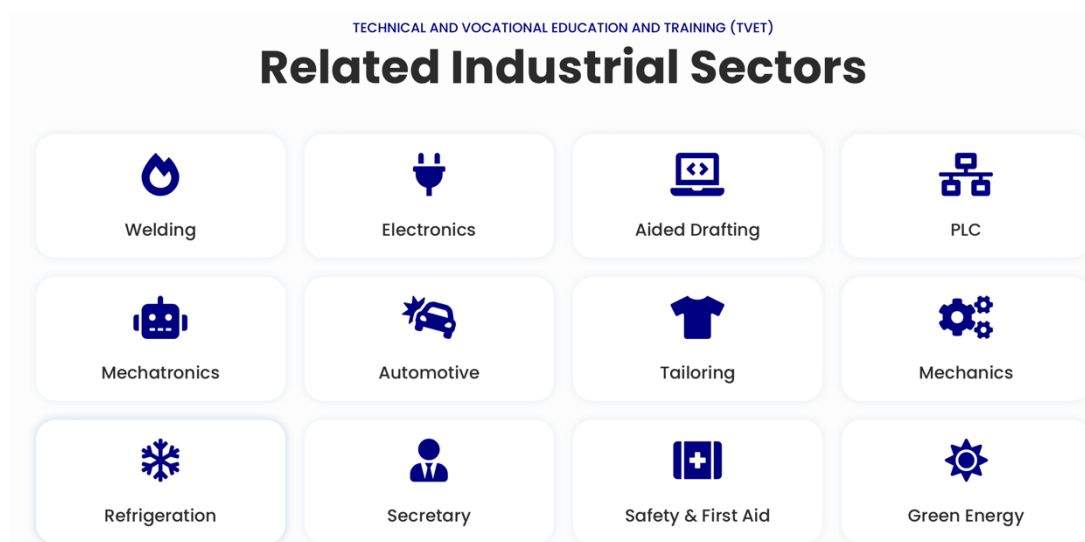 TECHNICAL AND VOCATIONAL EDUCATION AND TRAINING (TVET)
Related Industrial Sectors
Welding
Electronics
Aided Drafting
PLC
Mechatronics
Automotive
Tailoring
Mechanics
Refrigeration
Secretary
Safety & First Aid
Green Energy